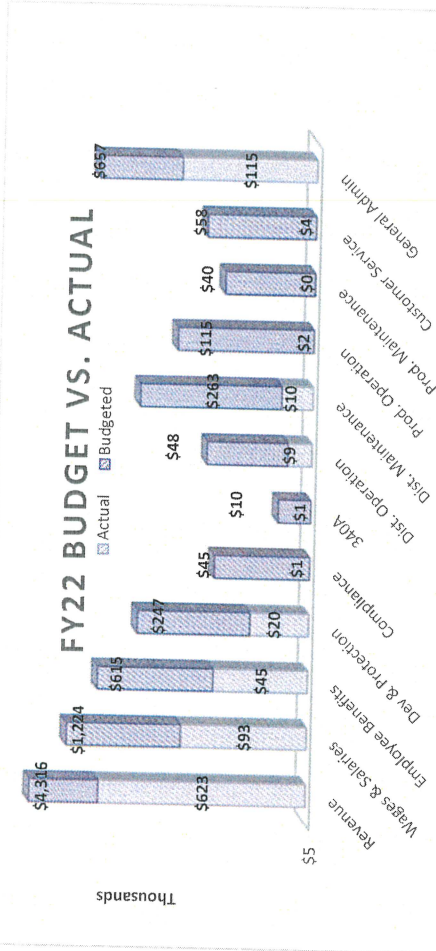 FY22 BUDGET VS. ACTUAL
Actual Budgeted
Thousands
$5
$4,316
$623
$1,224
$93
$615
$45
$247
$20
$45
$1
$10
$1
$48
$9
$263
$10
$115
$2
$40
$0
$58
$4
$657
$115
Revenue
Wages & Salaries
Employee Benefits
Dev & Protection
Compliance
340A
Dist. Operation
Dist. Maintenance
Prod. Operation
Prod. Maintenance
Customer Service
General Admin